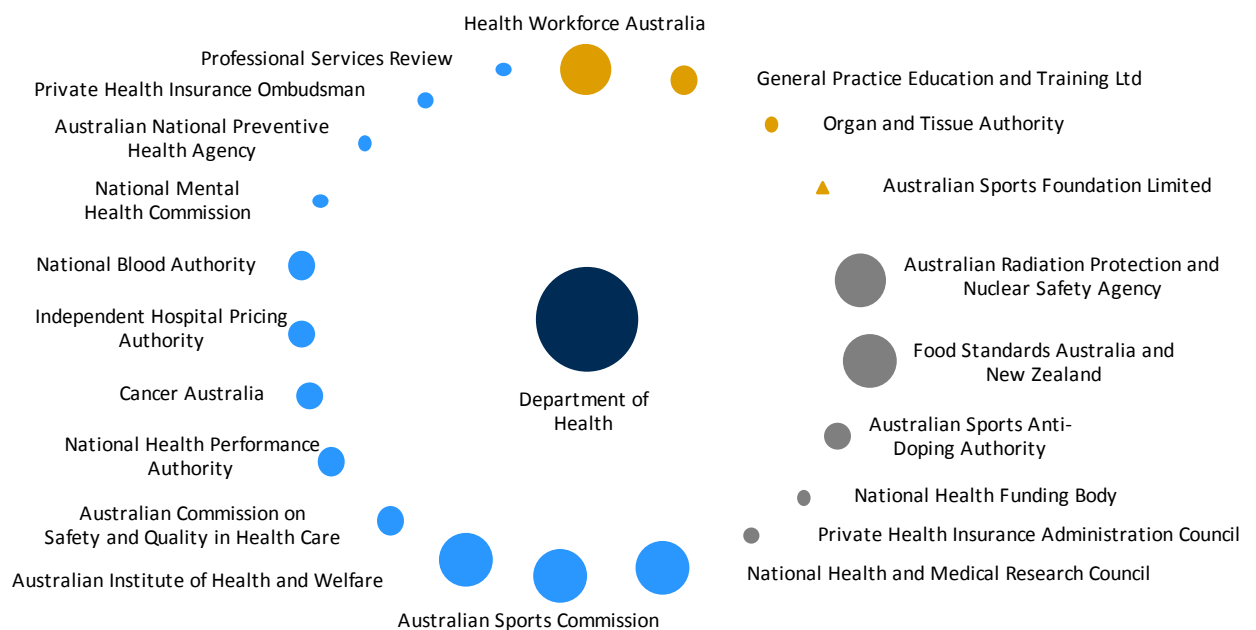 Health Workforce Australia
Professional Services Review
General Practice Education and Training Ltd
Private Health Insurance Ombudsman
Organ and Tissue Authority
Australian National Preventive
Health Agency
Australian Sports Foundation Limited
National Mental
Health Commission
National Blood Authority
Australian Radiation Protection and
Nuclear Safety Agency
Independent Hospital Pricing
Authority
Food Standards Australia and
New Zealand
Cancer Australia
Department of
Health
National Health Performance
Authority
Australian Sports Anti-
Doping Authority
National Health Funding Body
Australian Commission on
Safety and Quality in Health Care
Private Health Insurance Administration Council
Australian Institute of Health and Welfare
National Health and Medical Research Council
Australian Sports Commission